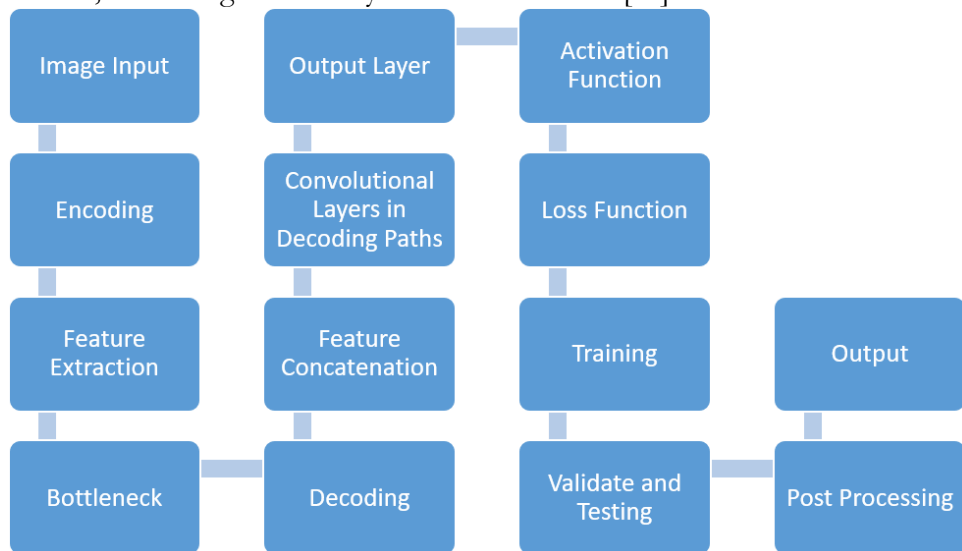 Image Input
Encoding
Feature
Extraction
Bottleneck
Decoding
Feature
Concatenation
Convolutional
Layers in
Decoding Paths
Output Layer
Activation
Function
Loss Function
Training
Validate and
Testing
Post Processing
Output